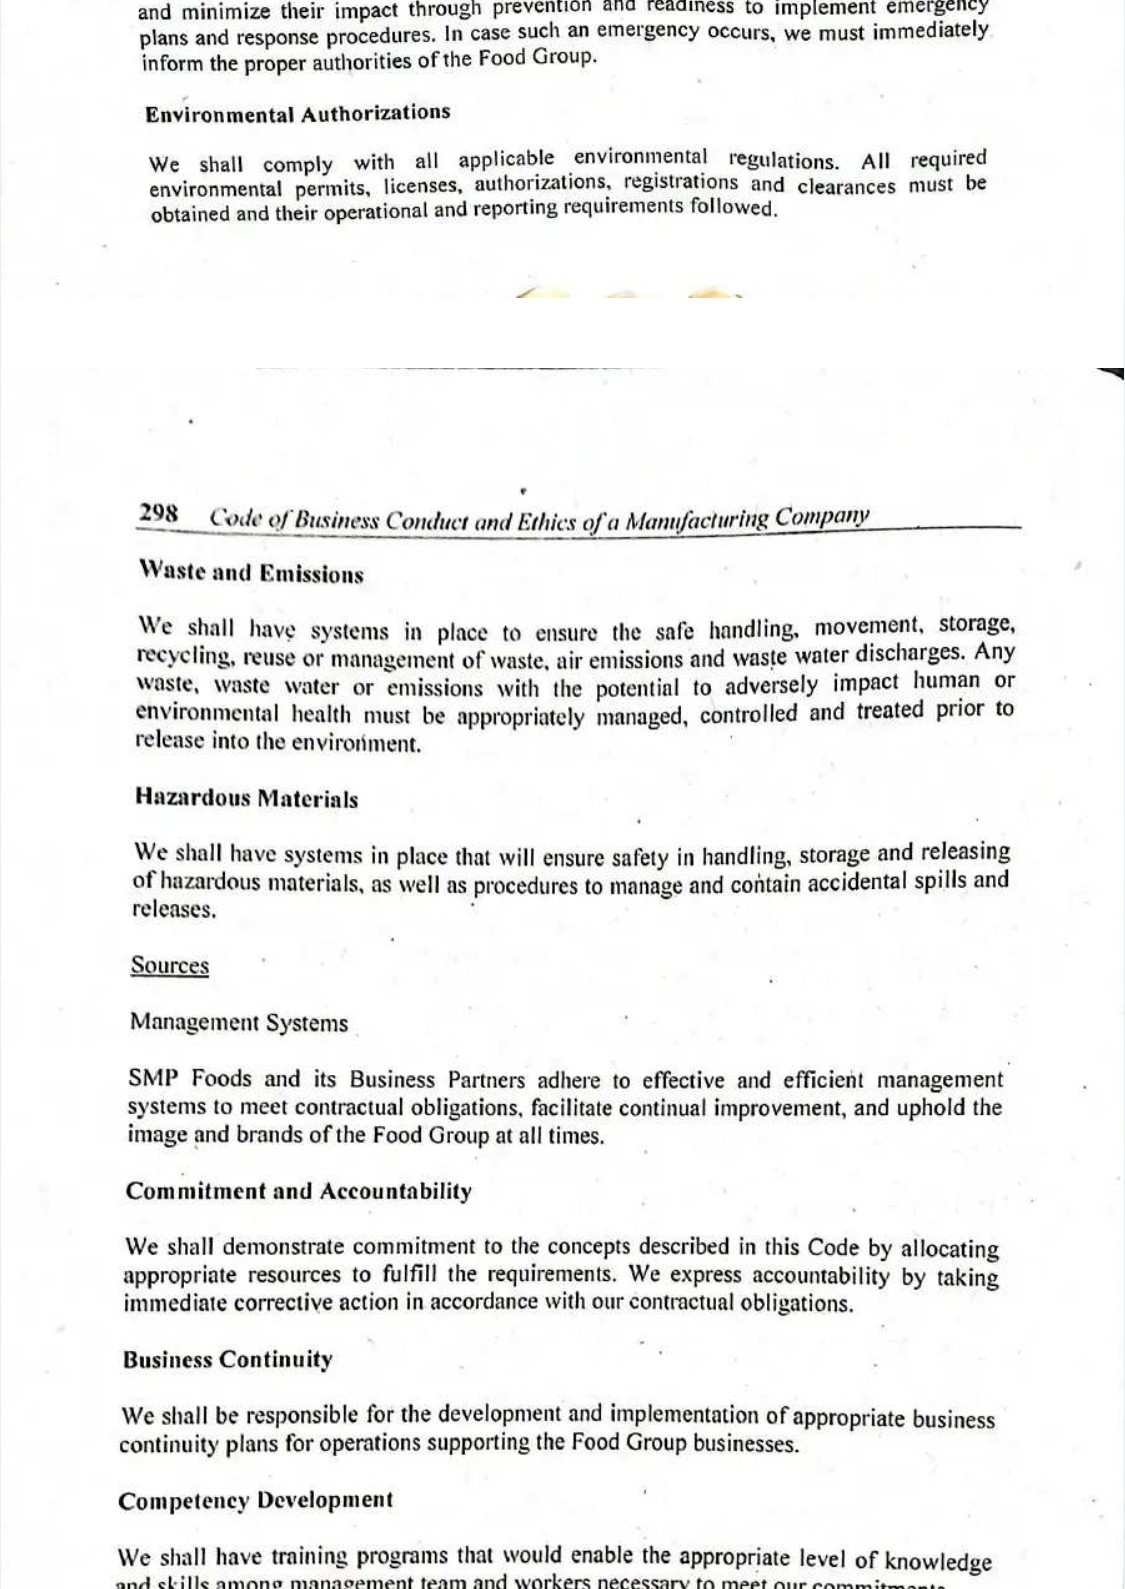 and minimize their impact through prevention and readiness to implement emergency
plans and response procedures. In case such an emergency occurs, we must immediately
inform the proper authorities of the Food Group.
Environmental Authorizations
We shall comply with all applicable environmental regulations. All required
environmental permits, licenses, authorizations, registrations and clearances must be
obtained and their operational and reporting requirements followed.
298 Code of Business Conduct and Ethics of a Manufacturing Company
Waste and Emissions
We shall have systems in place to ensure the safe handling, movement, storage,
recycling, reuse or management of waste, air emissions and waste water discharges. Any
waste, waste water or emissions with the potential to adversely impact human or
environmental health must be appropriately managed, controlled and treated prior to
release into the environment.
Hazardous Materials
We shall have systems in place that will ensure safety in handling, storage and releasing
of hazardous materials, as well as procedures to manage and contain accidental spills and
releases.
Sources
Management Systems
SMP Foods and its Business Partners adhere to effective and efficient management
systems to meet contractual obligations, facilitate continual improvement, and uphold the
image and brands of the Food Group at all times.
Commitment and Accountability
We shall demonstrate commitment to the concepts described in this Code by allocating
appropriate resources to fulfill the requirements. We express accountability by taking
immediate corrective action in accordance with our contractual obligations.
Business Continuity
We shall be responsible for the development and implementation of appropriate business
continuity plans for operations supporting the Food Group businesses.
Competency Development
We shall have training programs that would enable the appropriate level of knowledge
and skills among management team and workers necessary to meet our commitments